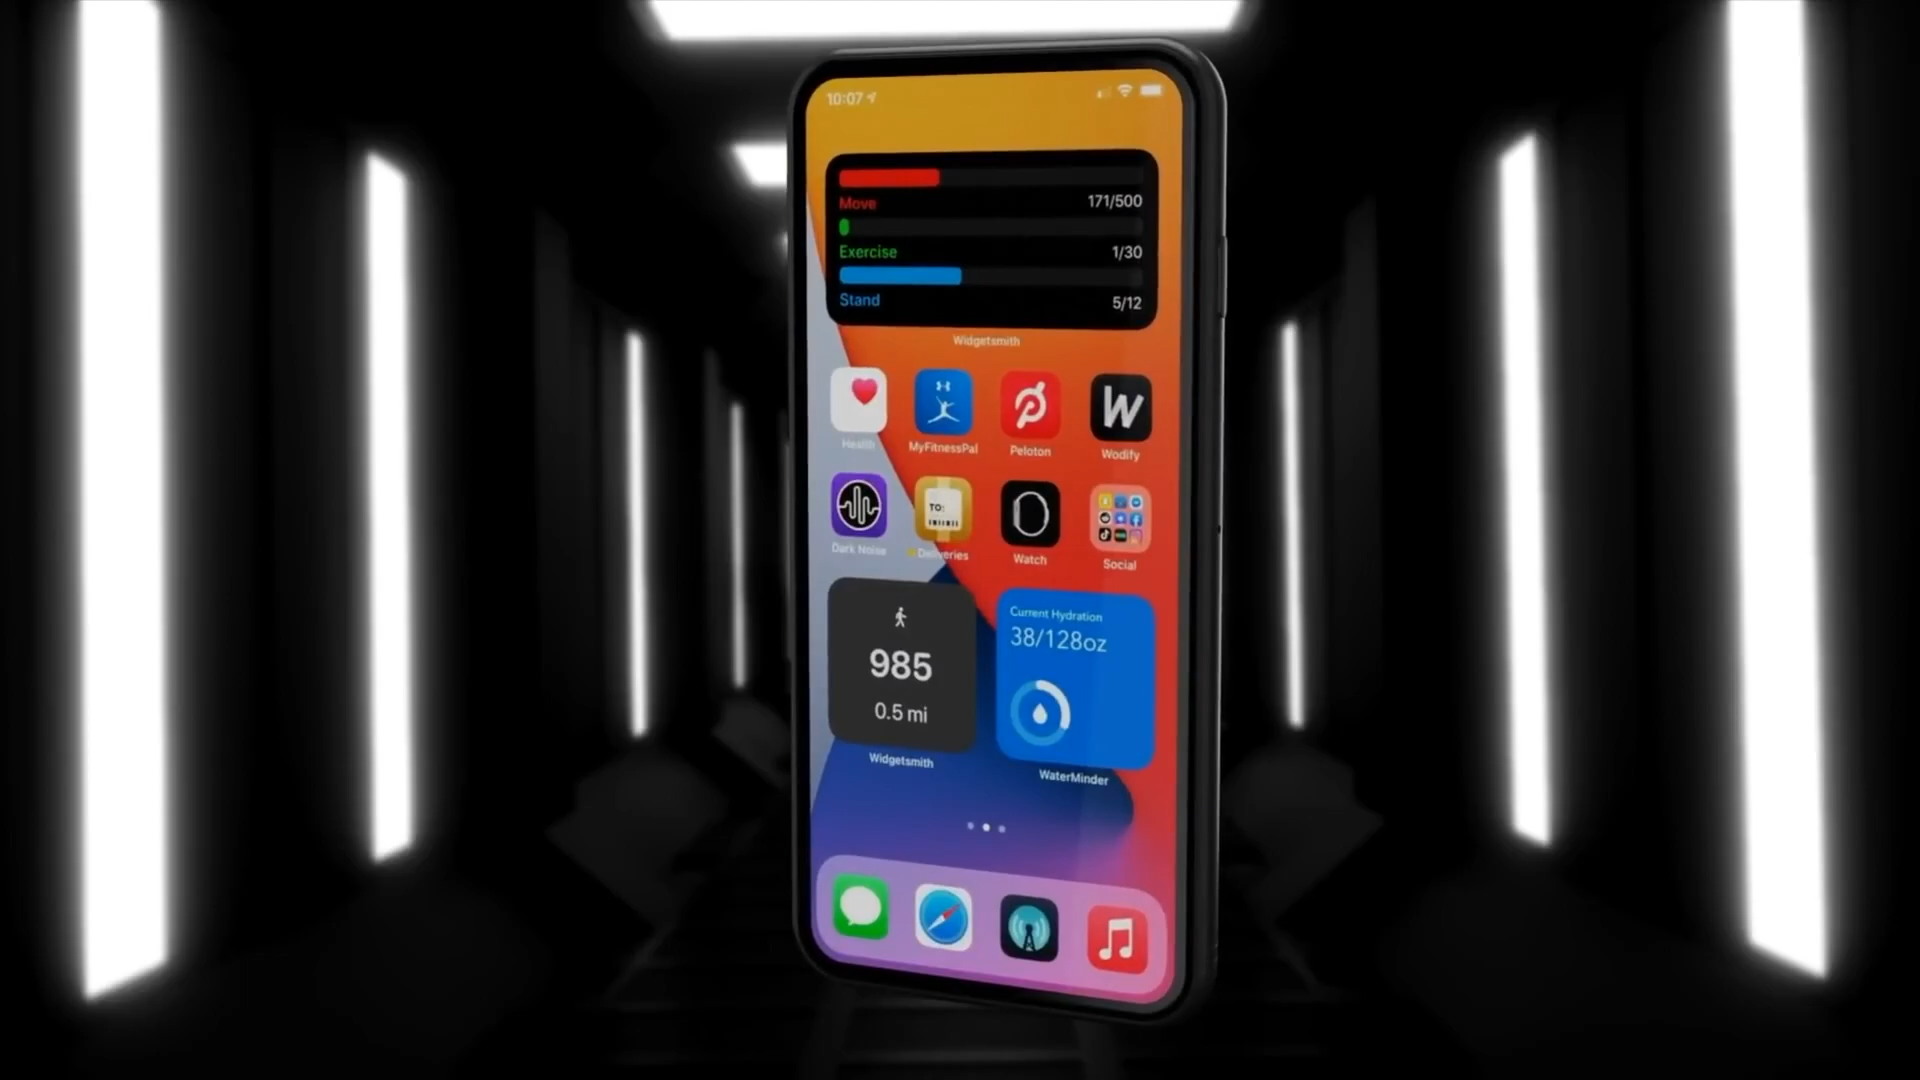 10:07
Move 171/500
Exercise 1/30
Stand 5/12
Widgetsmith
Health MyFitnessPal Peloton Wodify
TO:
Dark Noise Deliveries Watch Social
985
0.5 mi
Widgetsmith
Current Hydration
38/128oz
WaterMinder